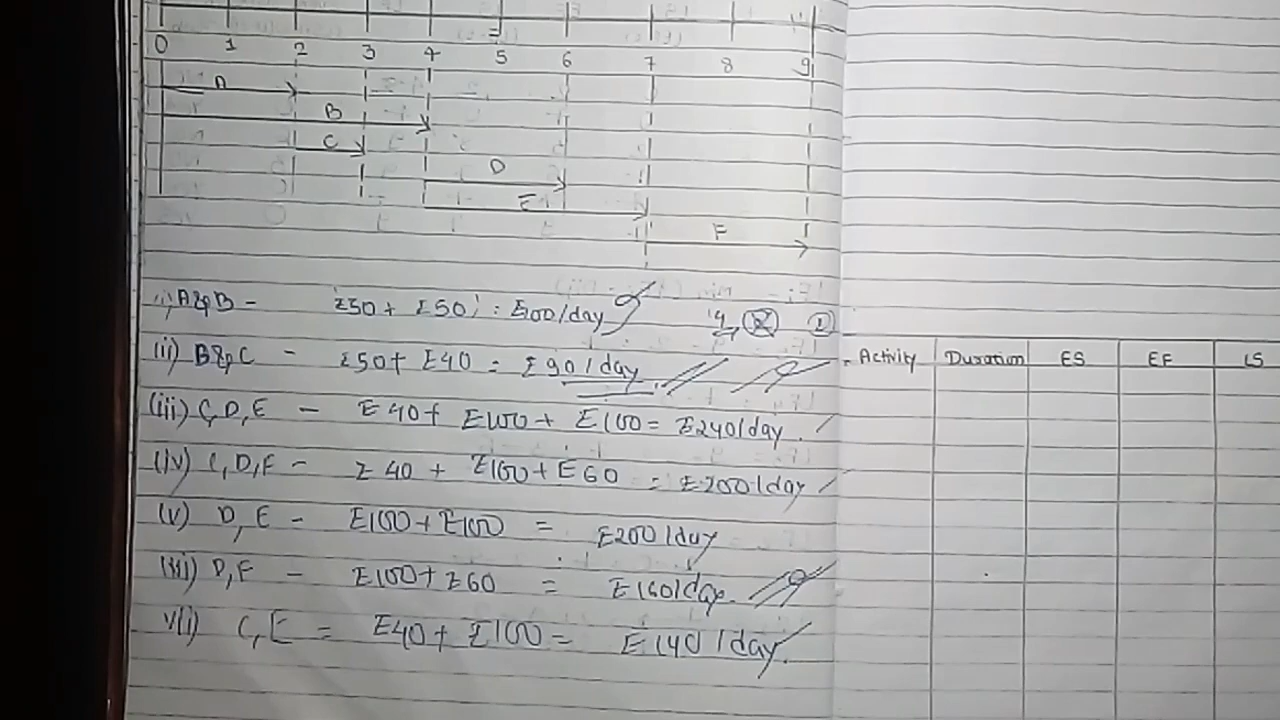 0 1 2 3 4 5 6 7 8 9
A
B
C
D
E
F
(i) A & B - £50 + £50 : £100/day
(ii) B & C - £50 + £40 = £90/day
(iii) C, D, E - £40 + £100 + £100 = £240/day.
(iv) C, D, F - £40 + £100 + £60 = £200/day
(v) D, E - £100 + £100 = £200/day
(vi) D, F - £100 + £60 = £160/day.
vii) C, E = £40 + £100 = £140/day.
Activity Duration ES EF LS